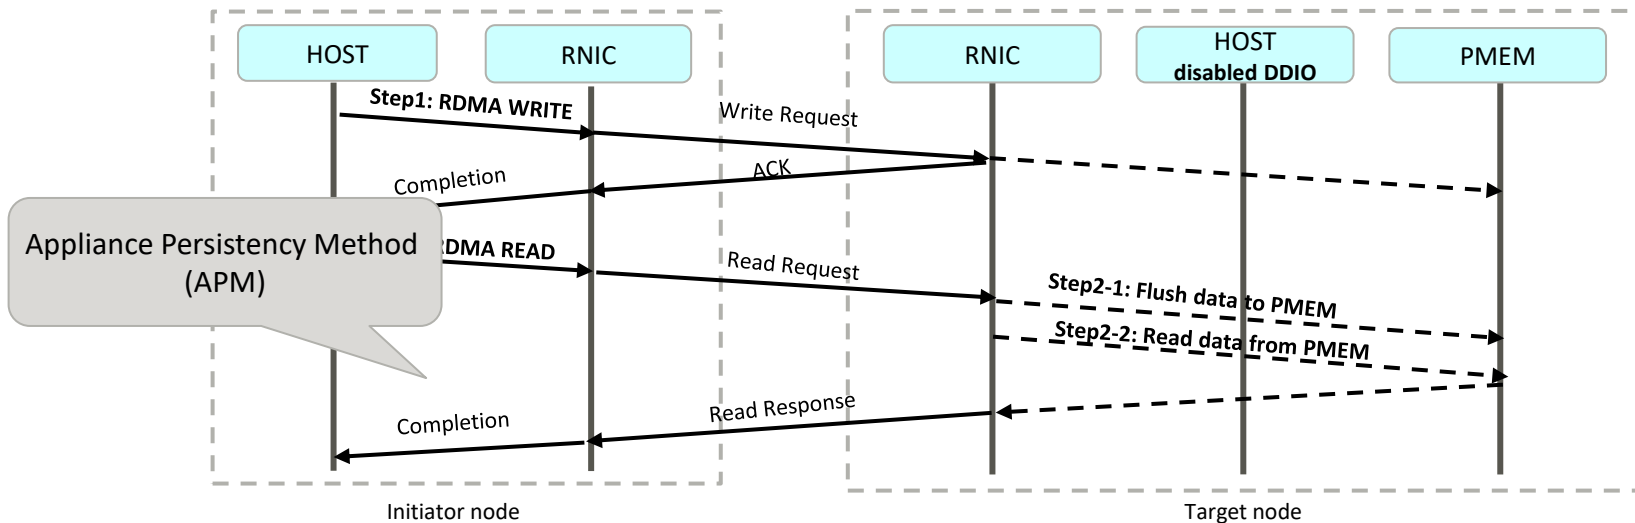 HOST
RNIC
RNIC
HOST
disabled DDIO
PMEM
Step1: RDMA WRITE
Write Request
ACK
Completion
Appliance Persistency Method
(APM)
RDMA READ
Read Request
Step2-1: Flush data to PMEM
Step2-2: Read data from PMEM
Read Response
Completion
Initiator node
Target node